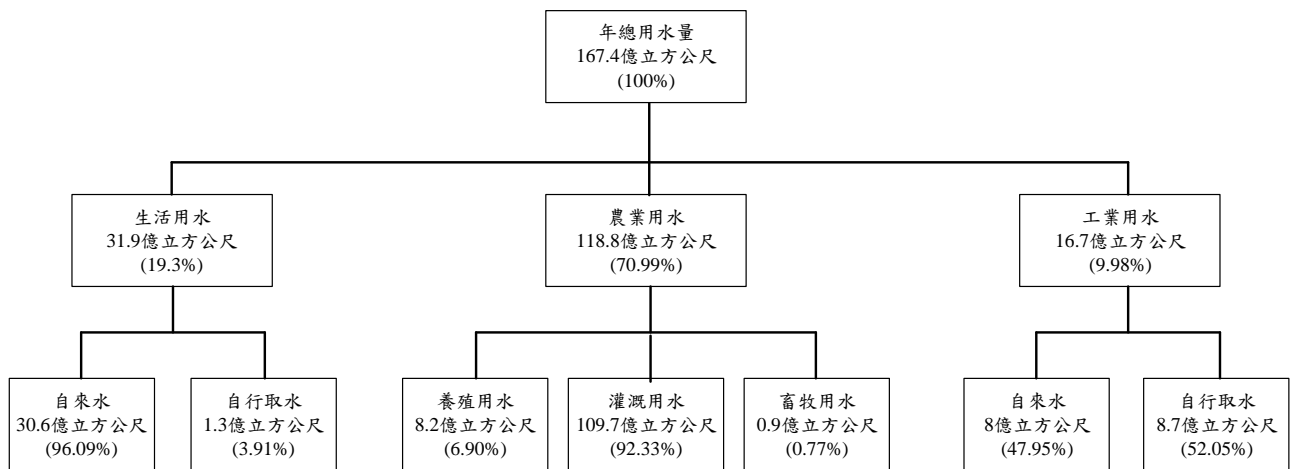 年總用水量
167.4億立方公尺
(100%)
生活用水
31.9億立方公尺
(19.3%)
農業用水
118.8億立方公尺
(70.99%)
工業用水
16.7億立方公尺
(9.98%)
自來水
30.6億立方公尺
(96.09%)
自行取水
1.3億立方公尺
(3.91%)
養殖用水
8.2億立方公尺
(6.90%)
灌溉用水
109.7億立方公尺
(92.33%)
畜牧用水
0.9億立方公尺
(0.77%)
自來水
8億立方公尺
(47.95%)
自行取水
8.7億立方公尺
(52.05%)